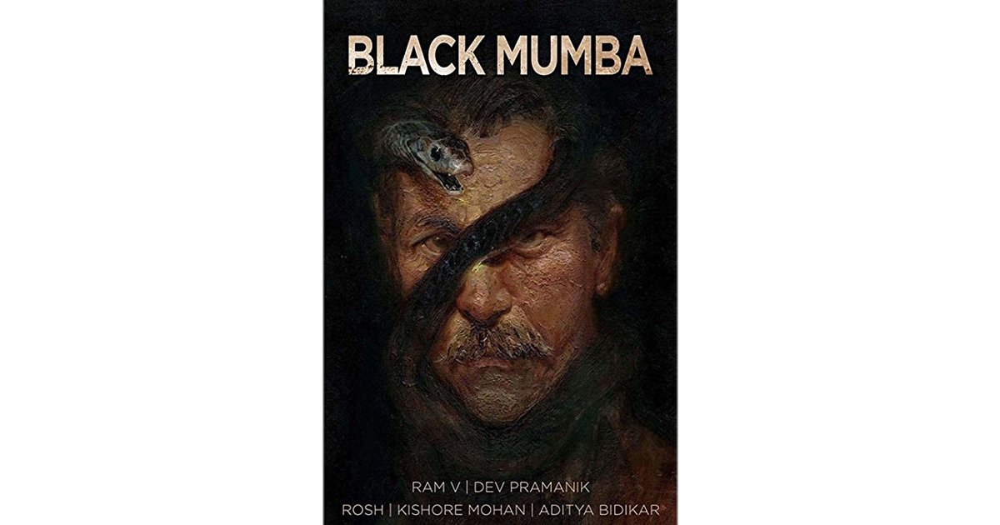 BLACK MUMBA
RAM V | DEV PRAMANIK
ROSH | KISHORE MOHAN | ADITYA BIDIKAR